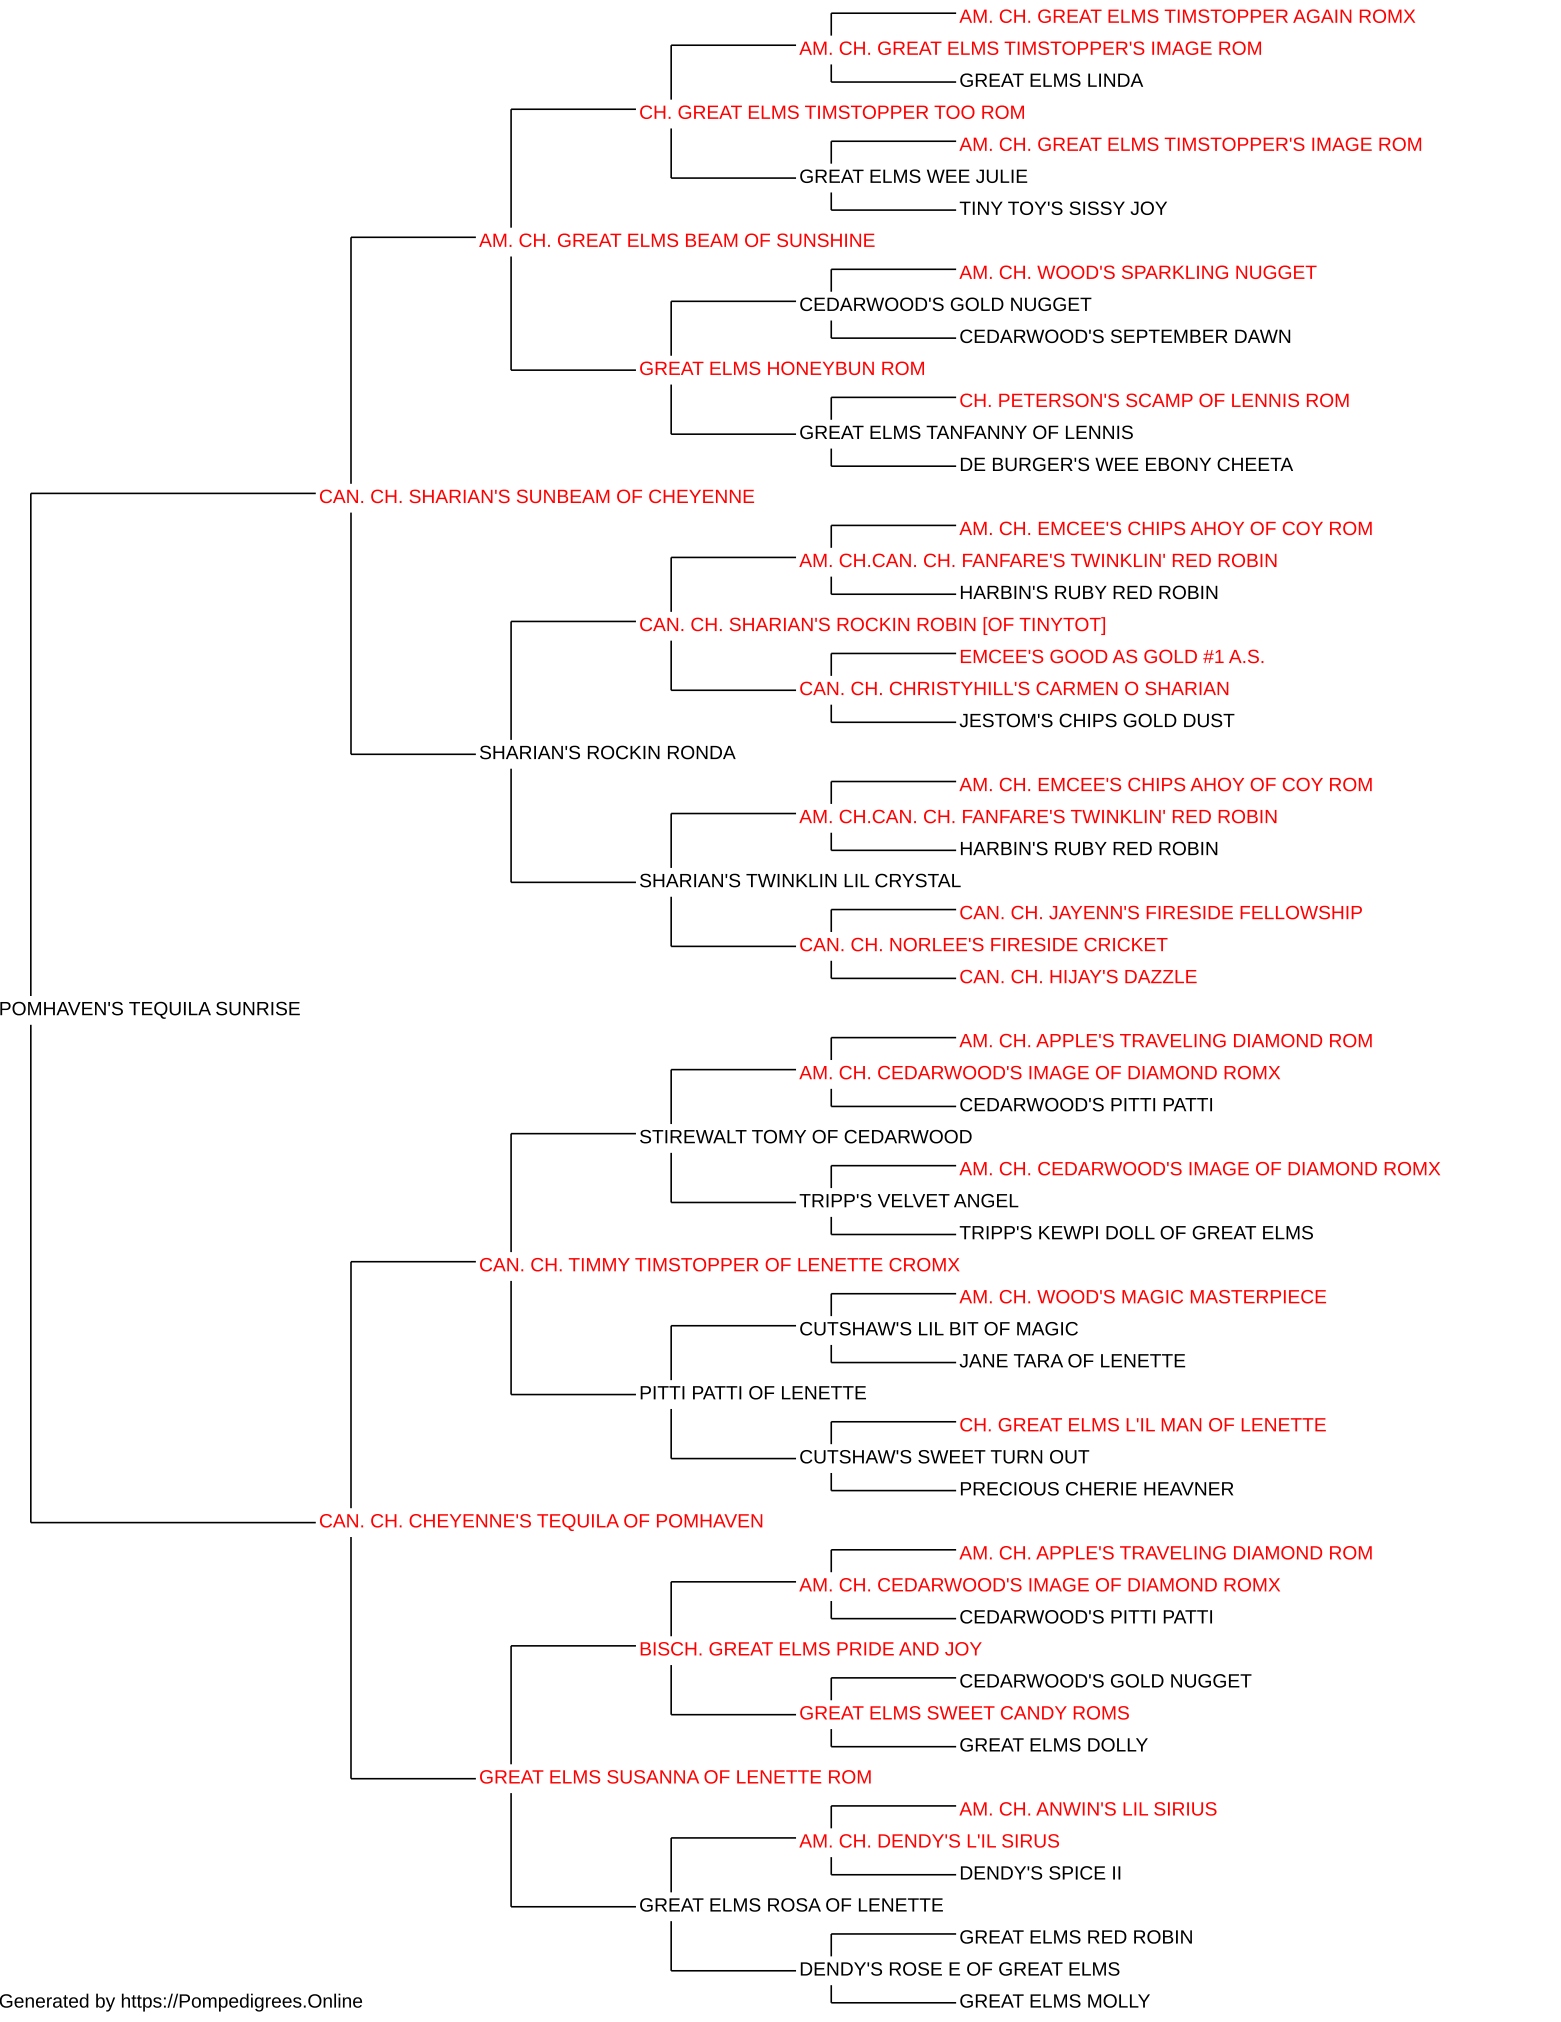 AM. CH. GREAT ELMS TIMSTOPPER AGAIN ROMX
AM. CH. GREAT ELMS TIMSTOPPER'S IMAGE ROM
GREAT ELMS LINDA
CH. GREAT ELMS TIMSTOPPER TOO ROM
AM. CH. GREAT ELMS TIMSTOPPER'S IMAGE ROM
GREAT ELMS WEE JULIE
TINY TOY'S SISSY JOY
AM. CH. GREAT ELMS BEAM OF SUNSHINE
AM. CH. WOOD'S SPARKLING NUGGET
CEDARWOOD'S GOLD NUGGET
CEDARWOOD'S SEPTEMBER DAWN
GREAT ELMS HONEYBUN ROM
CH. PETERSON'S SCAMP OF LENNIS ROM
GREAT ELMS TANFANNY OF LENNIS
DE BURGER'S WEE EBONY CHEETA
CAN. CH. SHARIAN'S SUNBEAM OF CHEYENNE
AM. CH. EMCEE'S CHIPS AHOY OF COY ROM
AM. CH.CAN. CH. FANFARE'S TWINKLIN' RED ROBIN
HARBIN'S RUBY RED ROBIN
CAN. CH. SHARIAN'S ROCKIN ROBIN [OF TINYTOT]
EMCEE'S GOOD AS GOLD #1 A.S.
CAN. CH. CHRISTYHILL'S CARMEN O SHARIAN
JESTOM'S CHIPS GOLD DUST
SHARIAN'S ROCKIN RONDA
AM. CH. EMCEE'S CHIPS AHOY OF COY ROM
AM. CH.CAN. CH. FANFARE'S TWINKLIN' RED ROBIN
HARBIN'S RUBY RED ROBIN
SHARIAN'S TWINKLIN LIL CRYSTAL
CAN. CH. JAYENN'S FIRESIDE FELLOWSHIP
CAN. CH. NORLEE'S FIRESIDE CRICKET
CAN. CH. HIJAY'S DAZZLE
POMHAVEN'S TEQUILA SUNRISE
AM. CH. APPLE'S TRAVELING DIAMOND ROM
AM. CH. CEDARWOOD'S IMAGE OF DIAMOND ROMX
CEDARWOOD'S PITTI PATTI
STIREWALT TOMY OF CEDARWOOD
AM. CH. CEDARWOOD'S IMAGE OF DIAMOND ROMX
TRIPP'S VELVET ANGEL
TRIPP'S KEWPI DOLL OF GREAT ELMS
CAN. CH. TIMMY TIMSTOPPER OF LENETTE CROMX
AM. CH. WOOD'S MAGIC MASTERPIECE
CUTSHAW'S LIL BIT OF MAGIC
JANE TARA OF LENETTE
PITTI PATTI OF LENETTE
CH. GREAT ELMS L'IL MAN OF LENETTE
CUTSHAW'S SWEET TURN OUT
PRECIOUS CHERIE HEAVNER
CAN. CH. CHEYENNE'S TEQUILA OF POMHAVEN
AM. CH. APPLE'S TRAVELING DIAMOND ROM
AM. CH. CEDARWOOD'S IMAGE OF DIAMOND ROMX
CEDARWOOD'S PITTI PATTI
BISCH. GREAT ELMS PRIDE AND JOY
CEDARWOOD'S GOLD NUGGET
GREAT ELMS SWEET CANDY ROMS
GREAT ELMS DOLLY
GREAT ELMS SUSANNA OF LENETTE ROM
AM. CH. ANWIN'S LIL SIRIUS
AM. CH. DENDY'S L'IL SIRUS
DENDY'S SPICE II
GREAT ELMS ROSA OF LENETTE
GREAT ELMS RED ROBIN
DENDY'S ROSE E OF GREAT ELMS
GREAT ELMS MOLLY
Generated by https://Pompedigrees.Online